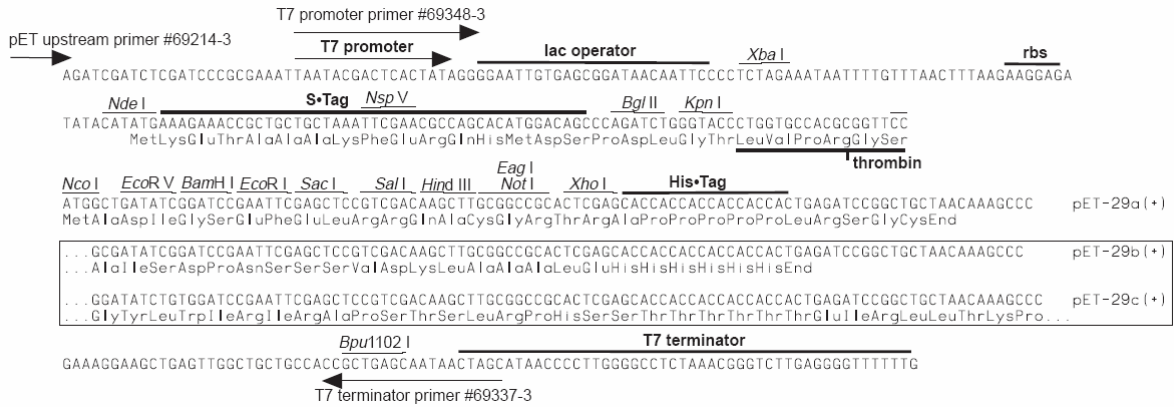 T7 promoter primer #69348-3
pET upstream primer #69214-3
T7 promoter
lac operator
Xba I
rbs
AGATCGATCTCGATCCCGCGAAATTAATACGACTCACTATAGGGGAATTGTGAGCGGATAACAATTCCCCTCTAGAAATAATTTTGTTTAACTTTAAGAAGGAGA
Nde I
S•Tag
Nsp V
Bgl II
Kpn I
TATACATATGAAAGAAACCGCTGCTGCTAAATTCGAACGCCAGCACATGGACAGCCCAGATCTGGGTACCCTGGTGCCACGCGGTTCC
MetLysGluThrAlaAlaAlaLysPheGluArgGlnHisMetAspSerProAspLeuGlyThrLeuValProArgGlySer
thrombin
Nco I
EcoR V
BamH I
EcoR I
Sac I
Sal I
Hind III
Eag I
Not I
Xho I
His•Tag
ATGGCTGATATCGGATCCGAATTCGAGCTCCGTCGACAAGCTTGCGGCCGCACTCGAGCACCACCACCACCACCACTGAGATCCGGCTGCTAACAAAGCCC pET-29a(+)
MetAlaAspIleGlySerGluPheGluLeuArgArgGlnAlaCysGlyArgThrArgAlaProProProProProProLeuArgSerGlyCysEnd
...GCGATATCGGATCCGAATTCGAGCTCCGTCGACAAGCTTGCGGCCGCACTCGAGCACCACCACCACCACCACTGAGATCCGGCTGCTAACAAAGCCC pET-29b(+)
...AlaIleSerAspProAsnSerSerSerValAspLysLeuAlaAlaAlaLeuGluHisHisHisHisHisHisEnd
...GGATATCTGTGGATCCGAATTCGAGCTCCGTCGACAAGCTTGCGGCCGCACTCGAGCACCACCACCACCACCACTGAGATCCGGCTGCTAACAAAGCCC pET-29c(+)
...GlyTyrLeuTrpIleArgIleArgAlaProSerThrSerLeuArgProHisSerSerThrThrThrThrThrThrGluIleArgLeuLeuThrLysPro...
Bpu1102 I
T7 terminator
GAAAGGAAGCTGAGTTGGCTGCTGCCACCGCTGAGCAATAACTAGCATAACCCCTTGGGGCCTCTAAACGGGTCTTGAGGGGTTTTTTG
T7 terminator primer #69337-3